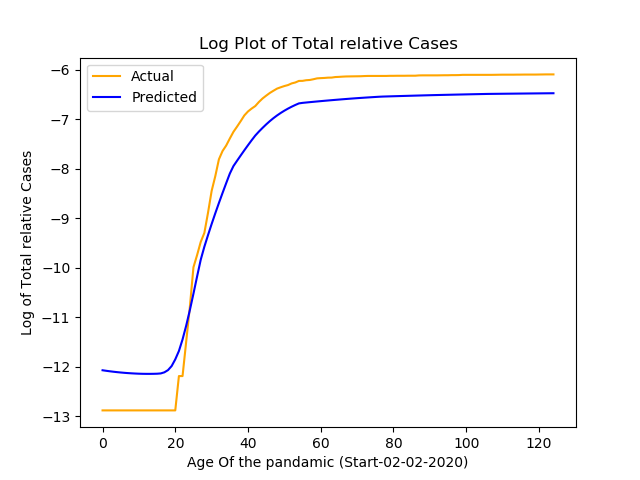 Log Plot of Total relative Cases
Actual
Predicted
Log of Total relative Cases
−6
−7
−8
−9
−10
−11
−12
−13
0 20 40 60 80 100 120
Age Of the pandamic (Start-02-02-2020)